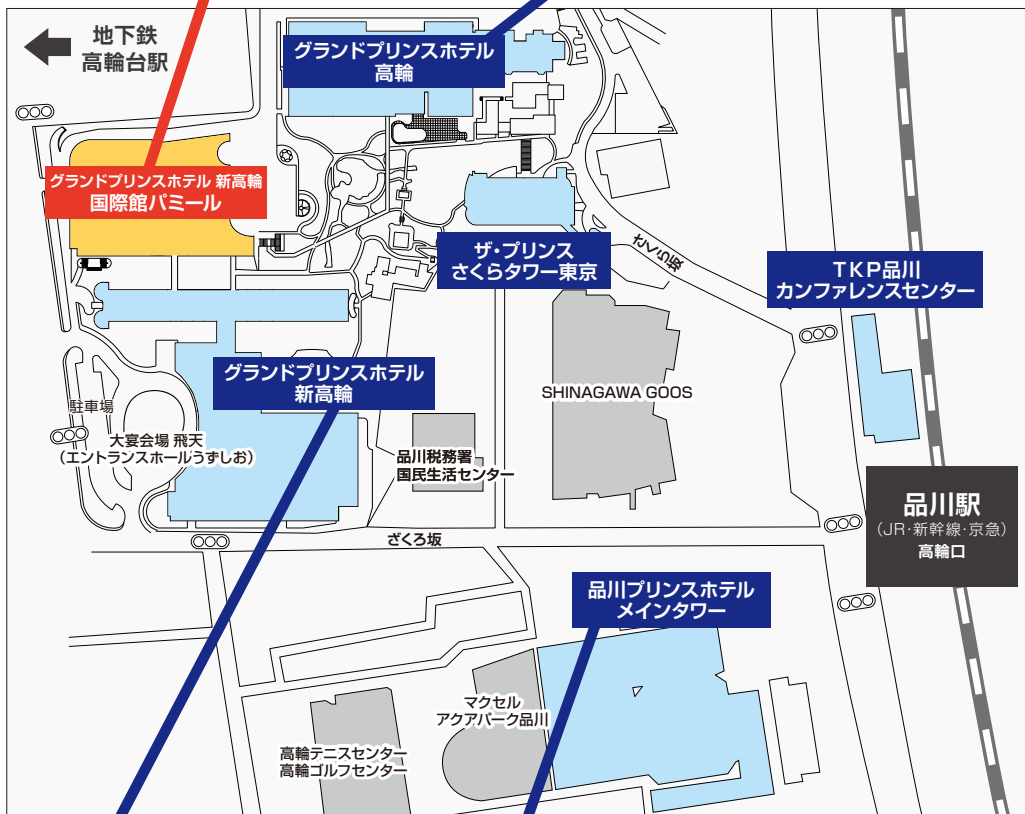 地下鉄
高輪台駅
グランドプリンスホテル
高輪
グランドプリンスホテル 新高輪
国際館パミール
ザ・プリンス
さくらタワー東京
さくら坂
TKP品川
カンファレンスセンター
グランドプリンスホテル
新高輪
SHINAGAWA GOOS
駐車場
大宴会場 飛天
(エントランスホールうずしお)
品川税務署
国民生活センター
品川駅
(JR・新幹線・京急)
高輪口
ざくろ坂
品川プリンスホテル
メインタワー
マクセル
アクアパーク品川
高輪テニスセンター
高輪ゴルフセンター